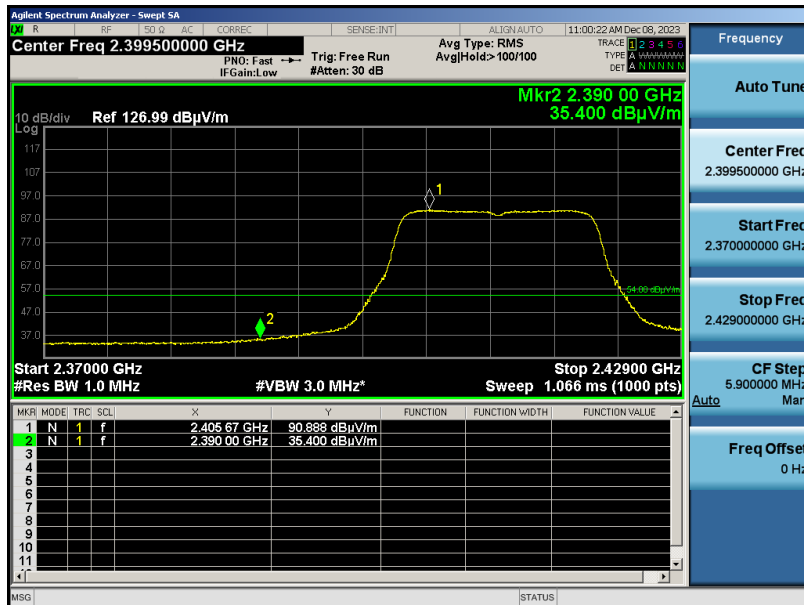 Agilent Spectrum Analyzer - Swept SA
LXI R RF 50 Ω AC CORREC SENSE:INT ALIGN AUTO 11:00:22 AM Dec 08, 2023
Center Freq 2.399500000 GHz
PNO: Fast
IFGain:Low
Trig: Free Run
#Atten: 30 dB
Avg Type: RMS
Avg|Hold:>100/100
TRACE 1 2 3 4 5 6
TYPE A WWWWW
DET A N N N N N
Mkr2 2.390 00 GHz
35.400 dBµV/m
10 dB/div Ref 126.99 dBµV/m
Log
117
107
97.0
87.0
77.0
67.0
57.0
47.0
37.0
1
2
54.00 dBµV/m
Start 2.37000 GHz Stop 2.42900 GHz
#Res BW 1.0 MHz #VBW 3.0 MHz* Sweep 1.066 ms (1000 pts)
MKR MODE TRC SCL X Y FUNCTION FUNCTION WIDTH FUNCTION VALUE
1 N 1 f 2.405 67 GHz 90.888 dBµV/m
2 N 1 f 2.390 00 GHz 35.400 dBµV/m
3
4
5
6
7
8
9
10
11
MSG STATUS
Frequency
Auto Tune
Center Freq
2.399500000 GHz
Start Freq
2.370000000 GHz
Stop Freq
2.429000000 GHz
CF Step
5.900000 MHz
Auto Man
Freq Offset
0 Hz